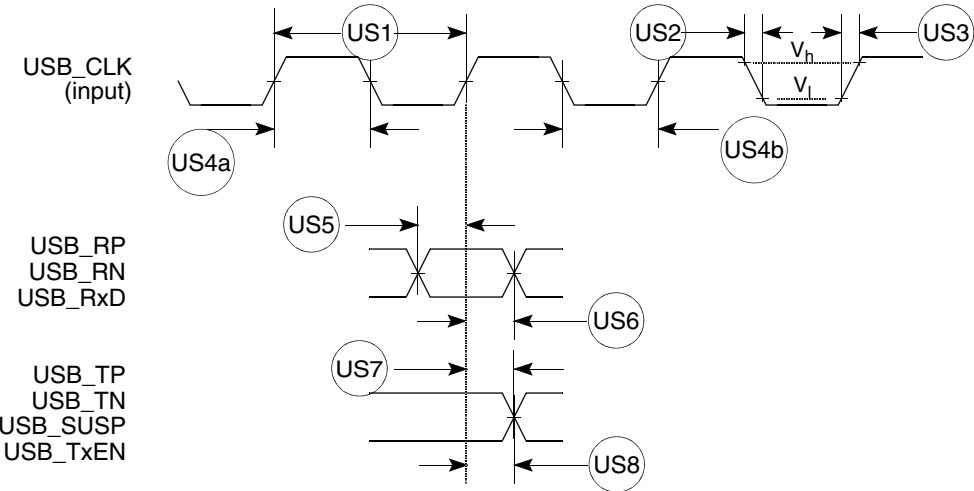 US1
US2
US3
USB_CLK
(input)
Vh
Vl
US4a
US4b
US5
USB_RP
USB_RN
USB_RxD
US6
US7
USB_TP
USB_TN
USB_SUSP
USB_TxEN
US8